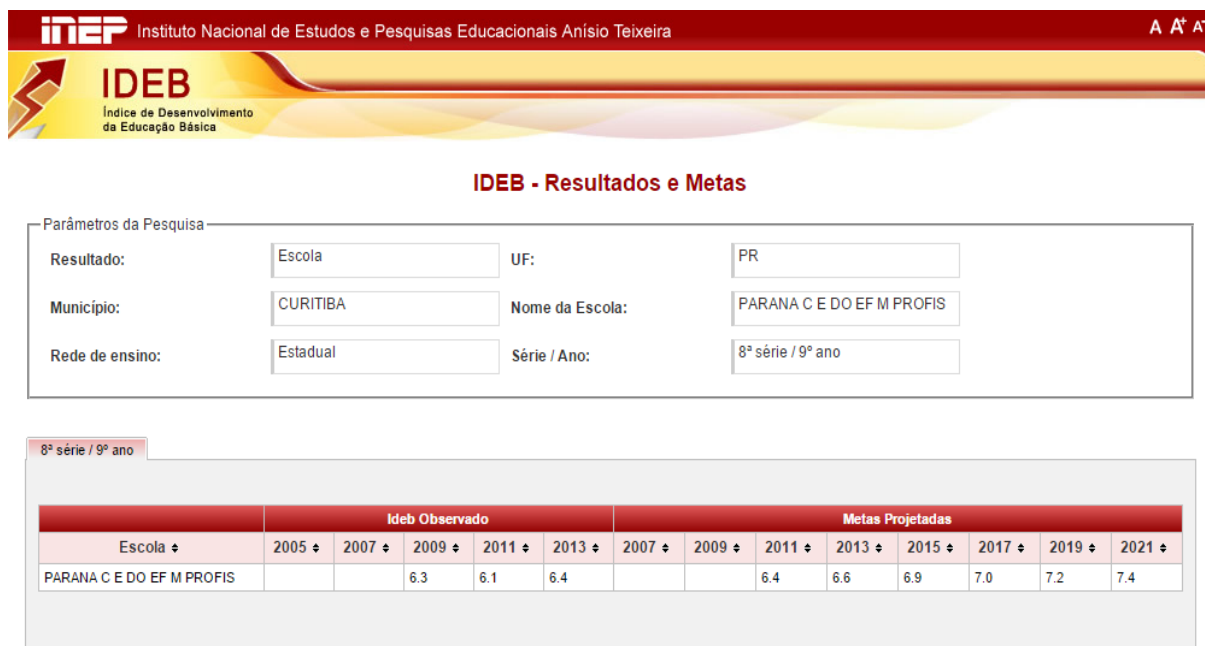 inep Instituto Nacional de Estudos e Pesquisas Educacionais Anísio Teixeira A A+ A-
IDEB
Índice de Desenvolvimento
da Educação Básica
IDEB - Resultados e Metas
Parâmetros da Pesquisa
Resultado: Escola UF: PR
Município: CURITIBA Nome da Escola: PARANA C E DO EF M PROFIS
Rede de ensino: Estadual Série / Ano: 8ª série / 9º ano
8ª série / 9º ano
Ideb Observado Metas Projetadas
Escola 2005 2007 2009 2011 2013 2007 2009 2011 2013 2015 2017 2019 2021
PARANA C E DO EF M PROFIS 6.3 6.1 6.4 6.4 6.6 6.9 7.0 7.2 7.4